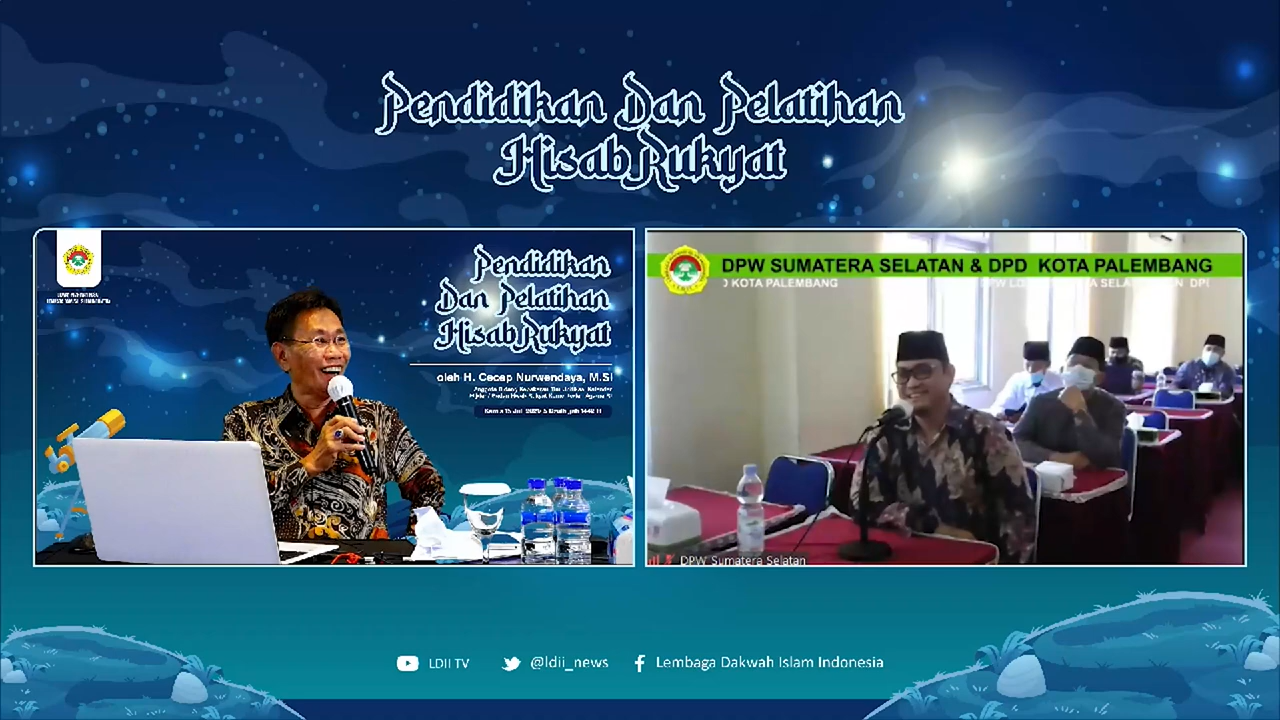 Pendidikan Dan Pelatihan
Hisab Rukyat
Pendidikan
Dan Pelatihan
Hisab Rukyat
oleh H. Cecep Nurwendaya, M.Si
DPW SUMATERA SELATAN & DPD KOTA PALEMBANG
KOTA PALEMBANG
DPW Sumatera Selatan
LDII TV
@ldii_news
Lembaga Dakwah Islam Indonesia